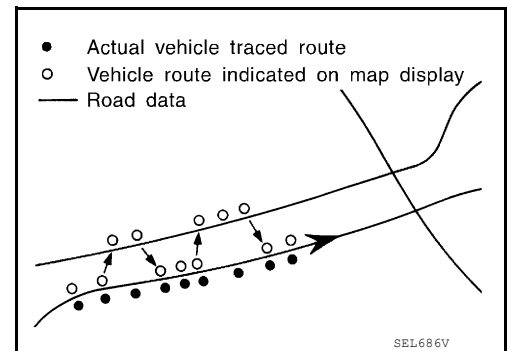 Actual vehicle traced route
Vehicle route indicated on map display
Road data
SEL686V